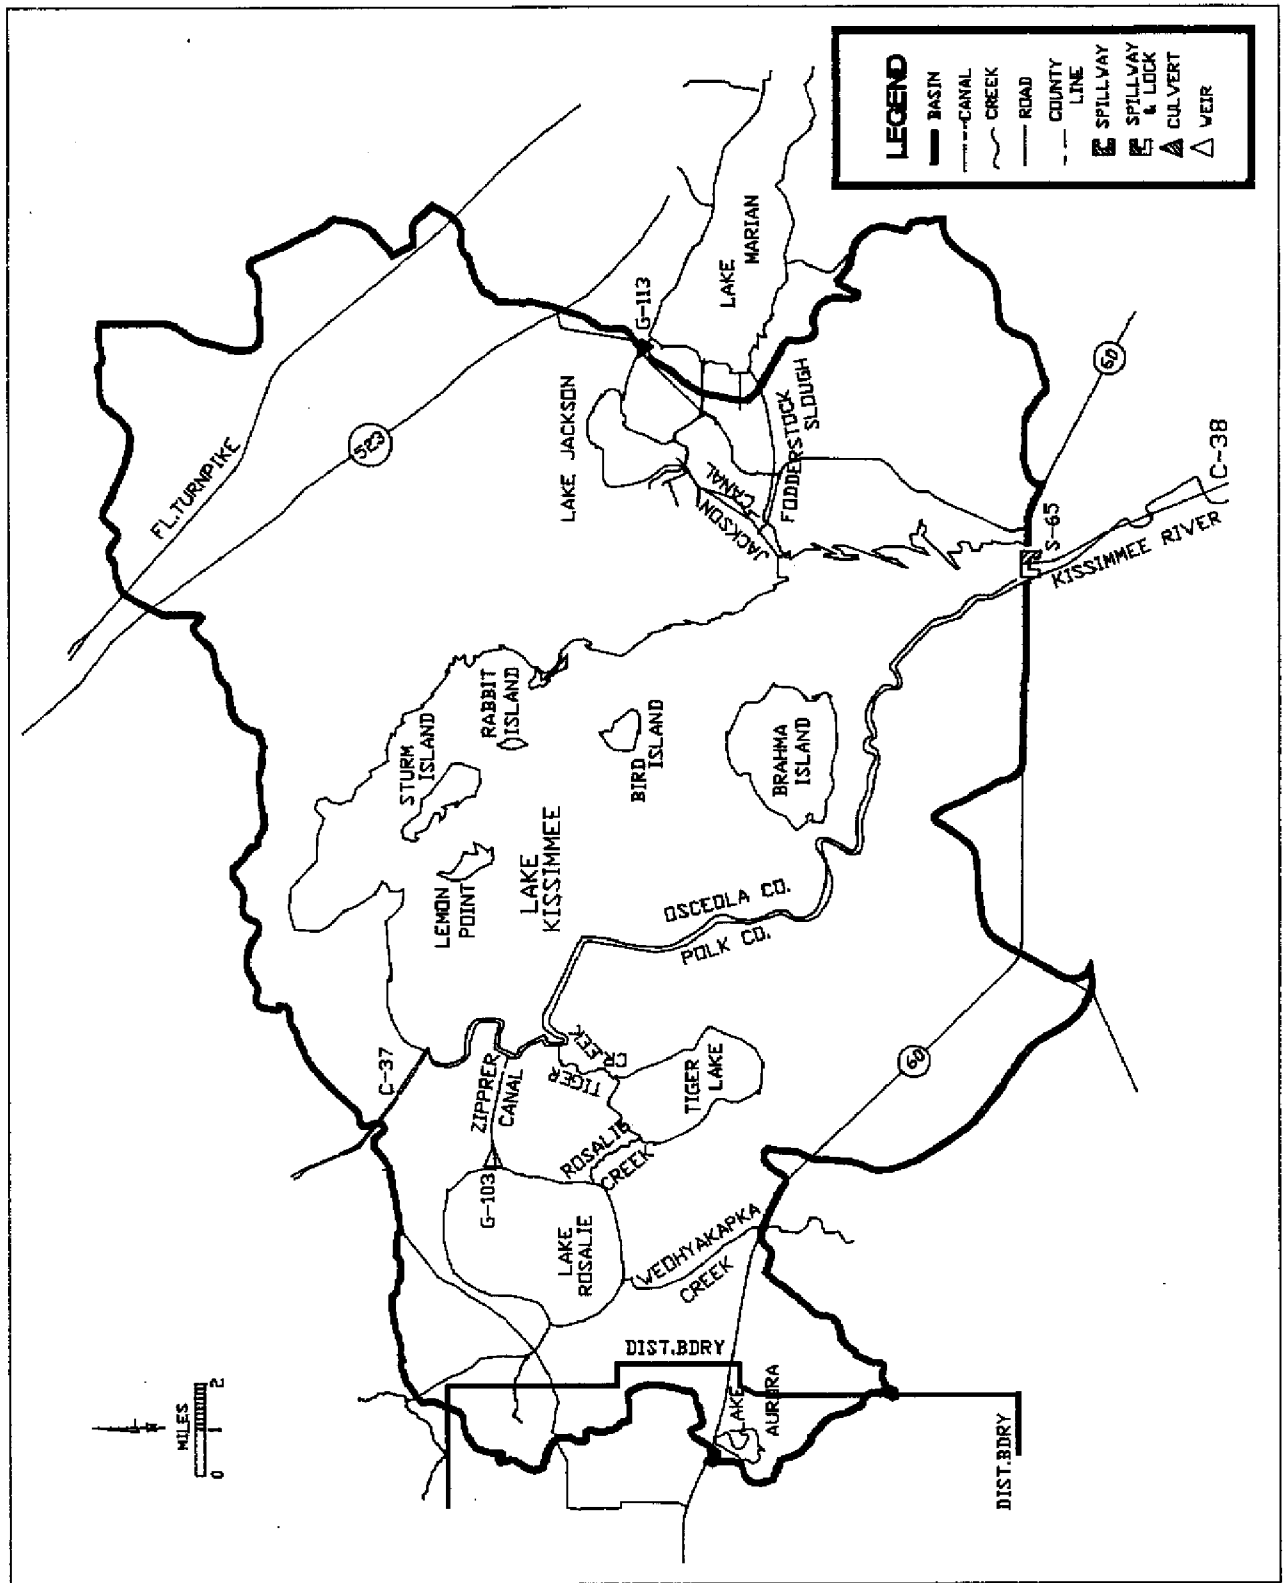 LEGEND
BASIN
CANAL
CREEK
ROAD
COUNTY
LINE
SPILLWAY
SPILLWAY
& LOCK
CULVERT
WEIR
MILES
0 1 2
FL.TURNPIKE
523
LAKE JACKSON
G-113
LAKE
MARIAN
JACKSON
CANAL
FODDERSTOCK
SLOUGH
60
S-65
C-38
KISSIMMEE RIVER
STURM
ISLAND
RABBIT
ISLAND
BIRD
ISLAND
BRAHMA
ISLAND
LEMON
POINT
LAKE
KISSIMMEE
OSCEOLA CO.
POLK CO.
C-37
ZIPPRER
CANAL
TIGER
CREEK
TIGER
LAKE
ROSALIE
CREEK
G-103
LAKE
ROSALIE
WEOHYAKAPKA
CREEK
60
DIST.BDRY
LAKE
AURORA
DIST.BDRY